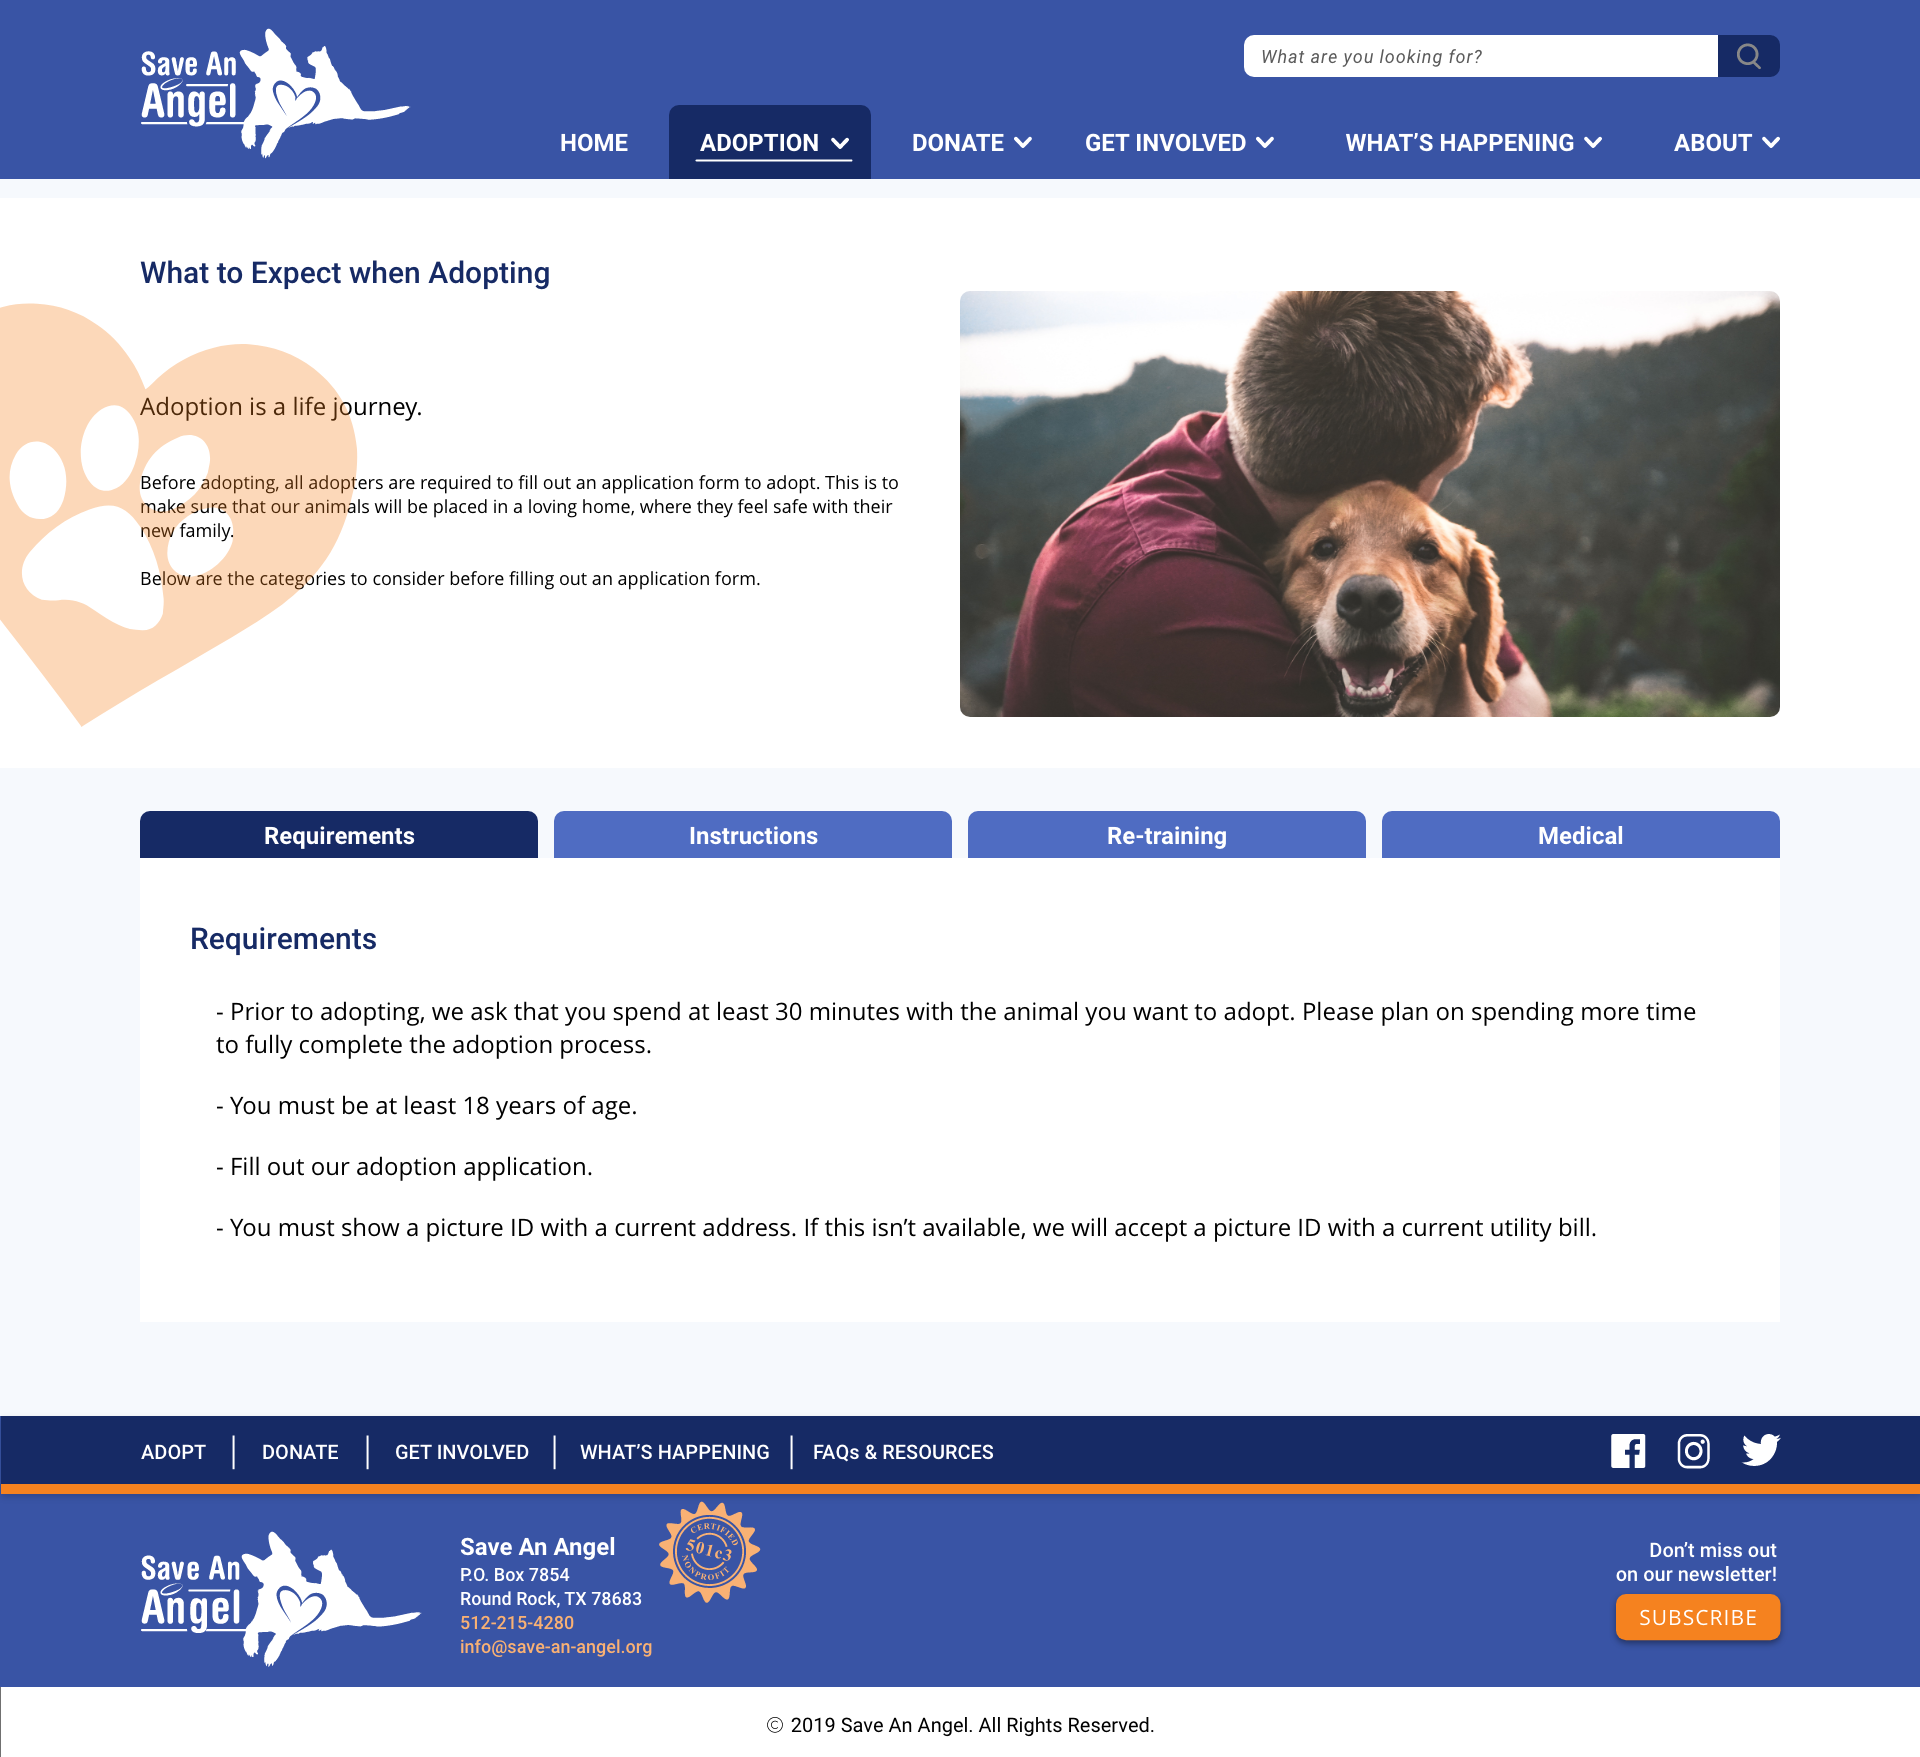 Save An
Angel
What are you looking for?
HOME
ADOPTION
DONATE
GET INVOLVED
WHAT’S HAPPENING
ABOUT
What to Expect when Adopting
Adoption is a life journey.
Before adopting, all adopters are required to fill out an application form to adopt. This is to
make sure that our animals will be placed in a loving home, where they feel safe with their
new family.
Below are the categories to consider before filling out an application form.
Requirements
Instructions
Re-training
Medical
Requirements
- Prior to adopting, we ask that you spend at least 30 minutes with the animal you want to adopt. Please plan on spending more time
to fully complete the adoption process.
- You must be at least 18 years of age.
- Fill out our adoption application.
- You must show a picture ID with a current address. If this isn’t available, we will accept a picture ID with a current utility bill.
ADOPT
DONATE
GET INVOLVED
WHAT’S HAPPENING
FAQs & RESOURCES
Save An
Angel
Save An Angel
P.O. Box 7854
Round Rock, TX 78683
512-215-4280
info@save-an-angel.org
CERTIFIED
501c3
NONPROFIT
Don’t miss out
on our newsletter!
SUBSCRIBE
© 2019 Save An Angel. All Rights Reserved.